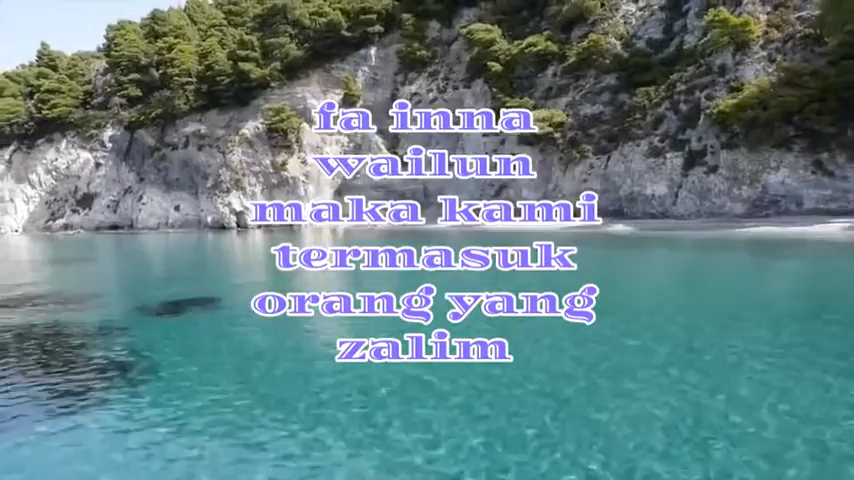 fa inna
wailun
maka kami
termasuk
orang yang
zalim